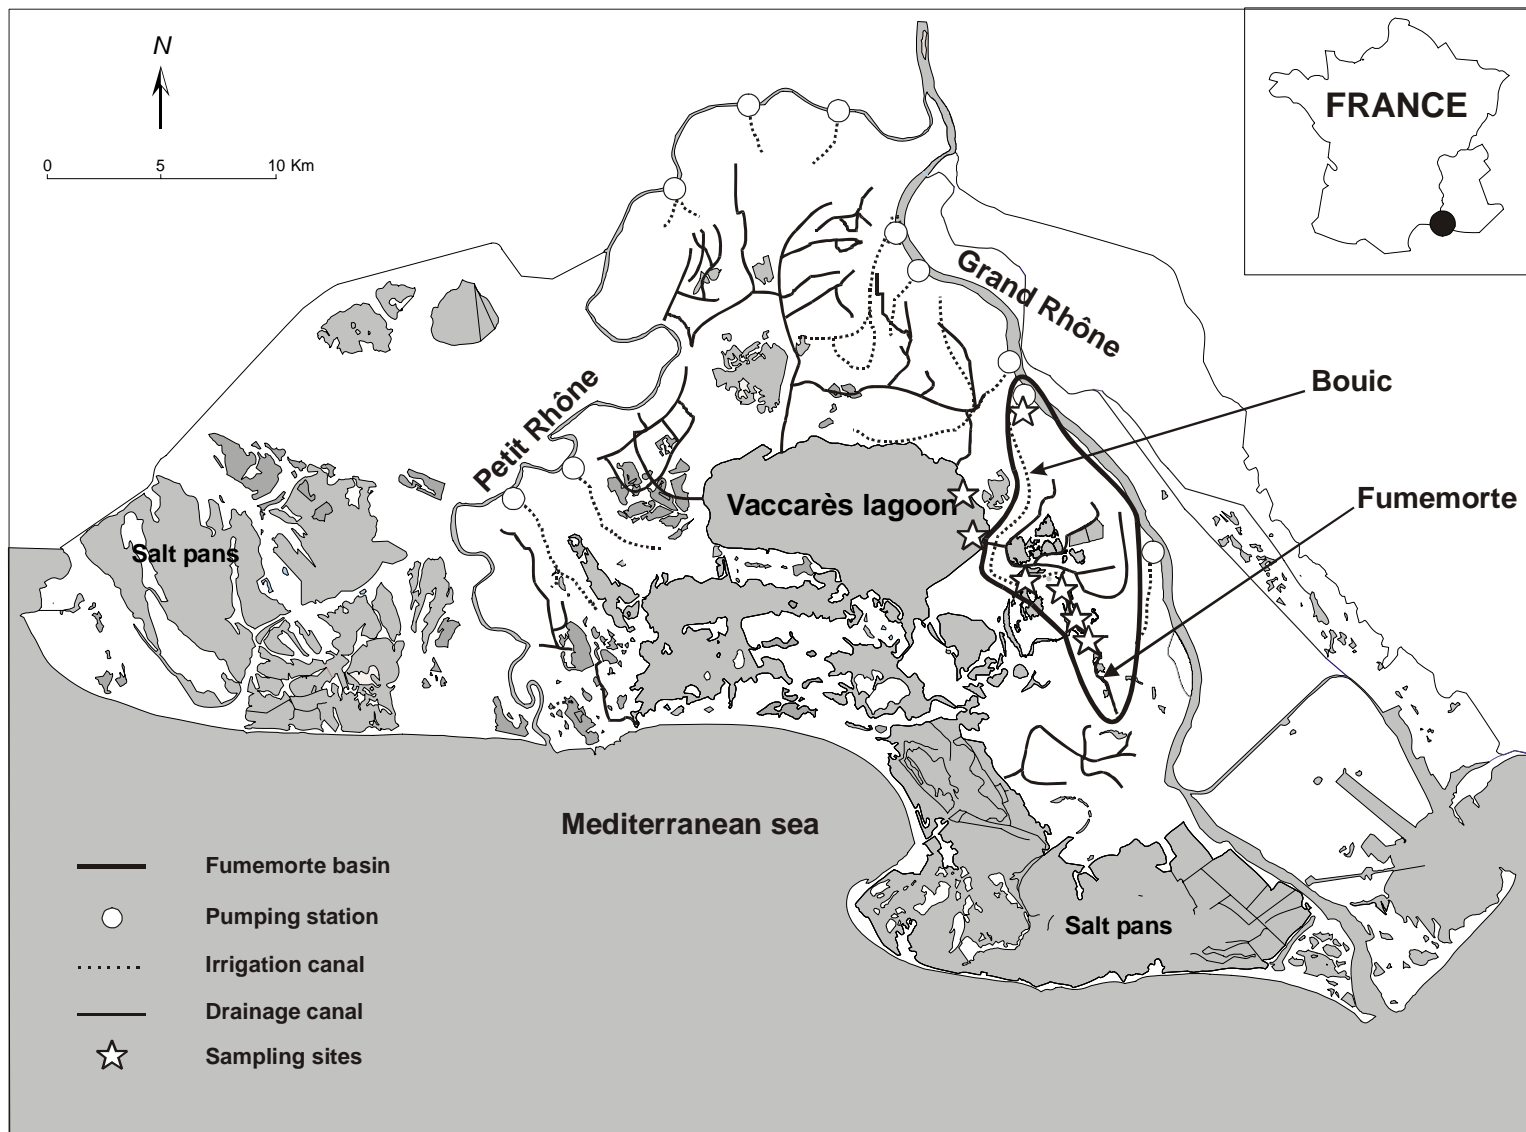 N
0 5 10 Km
FRANCE
Grand Rhône
Bouic
Petit Rhône
Fumemorte
Vaccarès lagoon
Salt pans
Mediterranean sea
Fumemorte basin
Pumping station
Salt pans
Irrigation canal
Drainage canal
Sampling sites